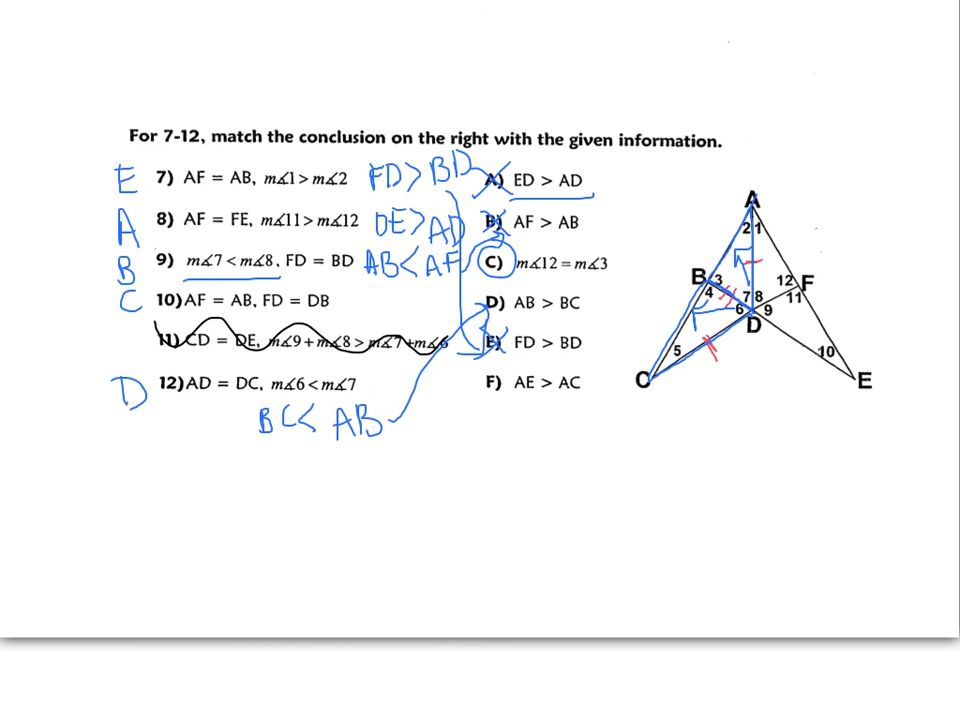 For 7-12, match the conclusion on the right with the given information.
E 7) AF = AB, m∡1 > m∡2 FD > BD A) ED > AD
A 8) AF = FE, m∡11 > m∡12 DE > AD B) AF > AB
B 9) m∡7 < m∡8, FD = BD AB < AF C) m∡12 = m∡3
C 10) AF = AB, FD = DB D) AB > BC
11) CD = DE, m∡9 + m∡8 > m∡7 + m∡6 E) FD > BD
D 12) AD = DC, m∡6 < m∡7 F) AE > AC
BC < AB
A
2 1
B 3 12 F
4 7 8 11
6 9
D
5 10
C E